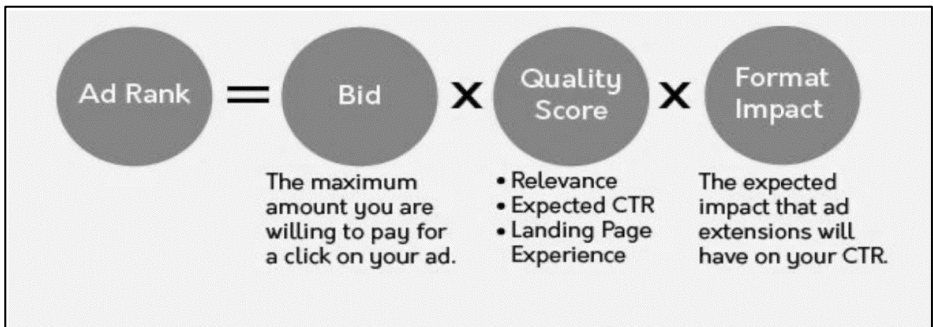 Ad Rank = Bid x Quality Score x Format Impact
The maximum
amount you are
willing to pay for
a click on your ad.
• Relevance
• Expected CTR
• Landing Page
Experience
The expected
impact that ad
extensions will
have on your CTR.